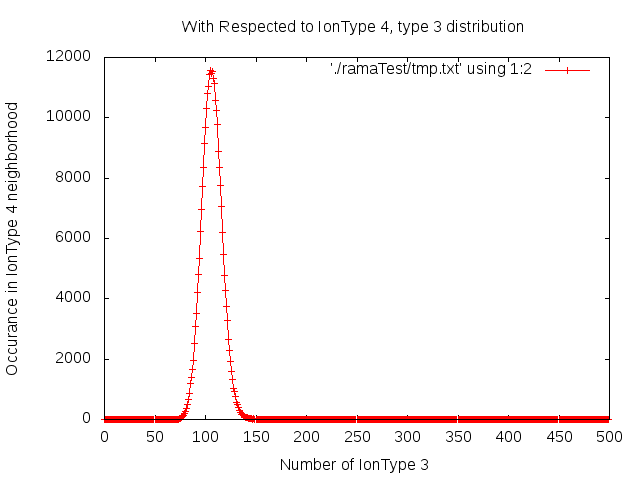 With Respected to IonType 4, type 3 distribution
'./ramaTest/tmp.txt' using 1:2
Occurance in IonType 4 neighborhood
12000
10000
8000
6000
4000
2000
0
0 50 100 150 200 250 300 350 400 450 500
Number of IonType 3